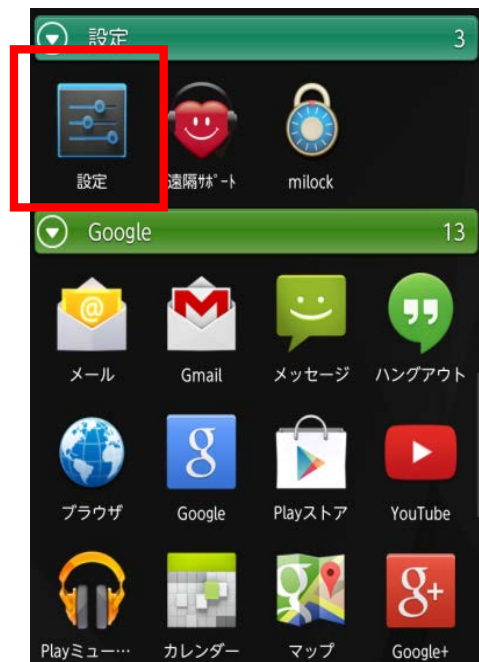 設定 3
設定 遠隔ｻﾎﾟｰﾄ milock
Google 13
メール Gmail メッセージ ハングアウト
ブラウザ Google Playストア YouTube
Playミュー… カレンダー マップ Google+